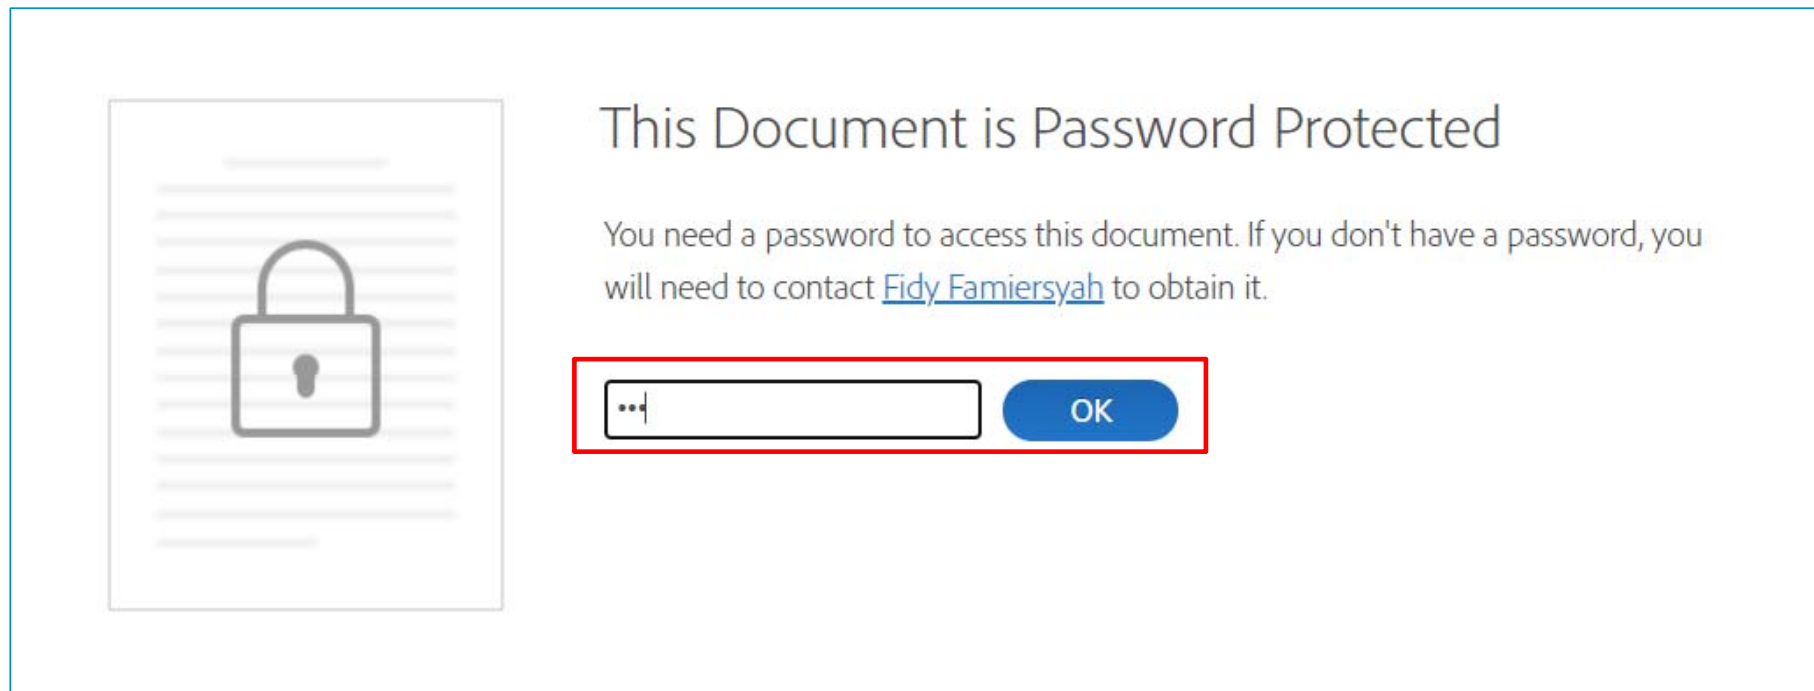 This Document is Password Protected
You need a password to access this document. If you don't have a password, you
will need to contact Fidy Famiersyah to obtain it.
•••
OK